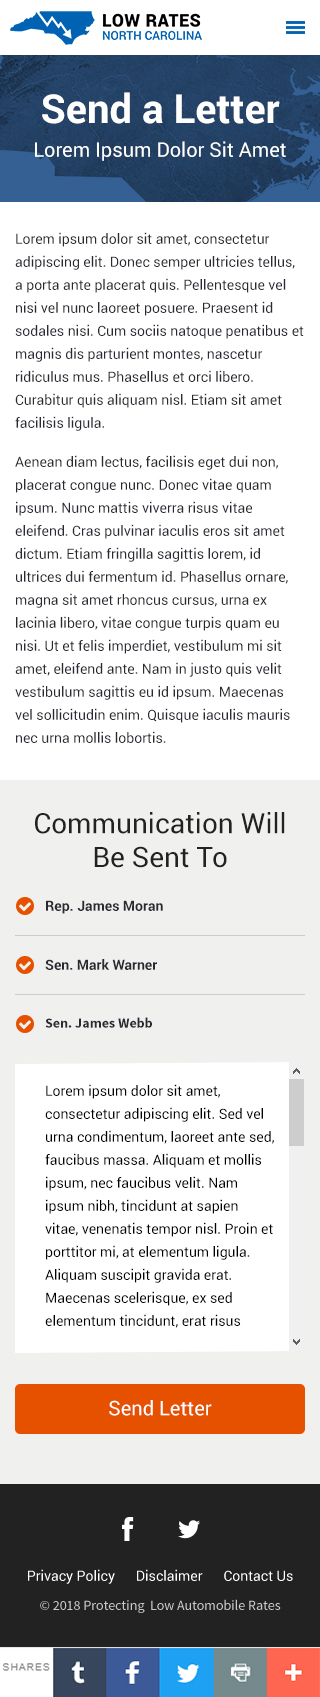 LOW RATES
NORTH CAROLINA
Send a Letter
Lorem Ipsum Dolor Sit Amet
Lorem ipsum dolor sit amet, consectetur
adipiscing elit. Donec semper ultricies tellus,
a porta ante placerat quis. Pellentesque vel
nisi vel nunc laoreet posuere. Praesent id
sodales nisi. Cum sociis natoque penatibus et
magnis dis parturient montes, nascetur
ridiculus mus. Phasellus et orci libero.
Curabitur quis aliquam nisl. Etiam sit amet
facilisis ligula.
Aenean diam lectus, facilisis eget dui non,
placerat congue nunc. Donec vitae quam
ipsum. Nunc mattis viverra risus vitae
eleifend. Cras pulvinar iaculis eros sit amet
dictum. Etiam fringilla sagittis lorem, id
ultrices dui fermentum id. Phasellus ornare,
magna sit amet rhoncus cursus, urna ex
lacinia libero, vitae congue turpis quam eu
nisi. Ut et felis imperdiet, vestibulum mi sit
amet, eleifend ante. Nam in justo quis velit
vestibulum sagittis eu id ipsum. Maecenas
vel sollicitudin enim. Quisque iaculis mauris
nec urna mollis lobortis.
Communication Will
Be Sent To
Rep. James Moran
Sen. Mark Warner
Sen. James Webb
Lorem ipsum dolor sit amet,
consectetur adipiscing elit. Sed vel
urna condimentum, laoreet ante sed,
faucibus massa. Aliquam et mollis
ipsum, nec faucibus velit. Nam
ipsum nibh, tincidunt at sapien
vitae, venenatis tempor nisl. Proin et
porttitor mi, at elementum ligula.
Aliquam suscipit gravida erat.
Maecenas scelerisque, ex sed
elementum tincidunt, erat risus
Send Letter
Privacy Policy Disclaimer Contact Us
© 2018 Protecting Low Automobile Rates
SHARES